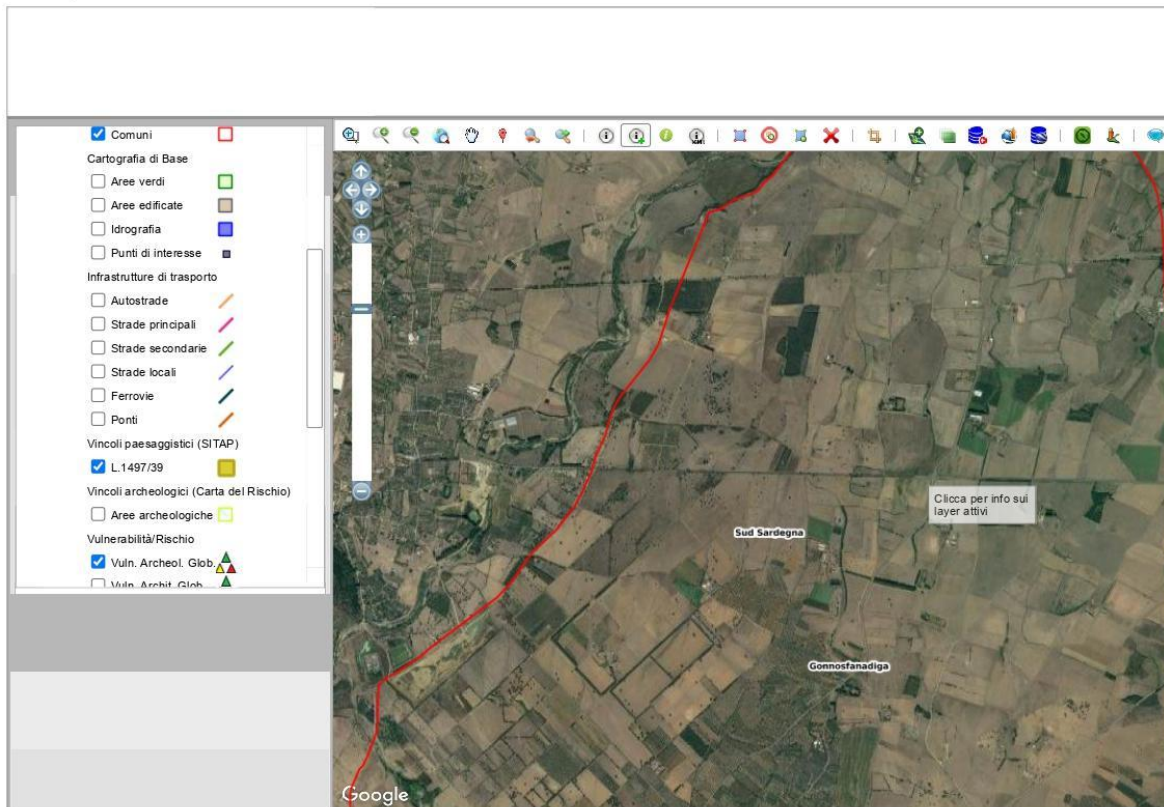 Comuni
Cartografia di Base
Aree verdi
Aree edificate
Idrografia
Punti di interesse
Infrastrutture di trasporto
Autostrade
Strade principali
Strade secondarie
Strade locali
Ferrovie
Ponti
Vincoli paesaggistici (SITAP)
L.1497/39
Vincoli archeologici (Carta del Rischio)
Aree archeologiche
Vulnerabilità/Rischio
Vuln. Archeol. Glob.
Vuln. Archit. Glob.
Clicca per info sui
layer attivi
Sud Sardegna
Gonnosfanadiga
Google